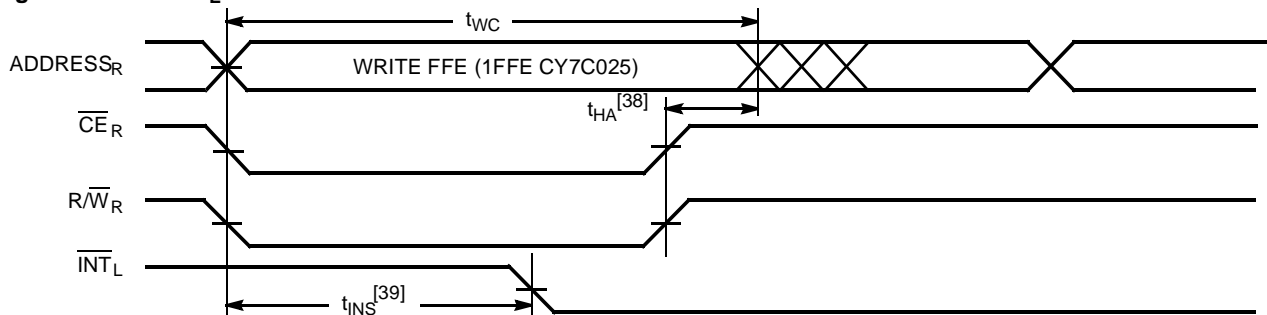 t_WC
ADDRESS_R
WRITE FFE (1FFE CY7C025)
t_HA[38]
CE_R
R/W_R
INT_L
t_INS[39]